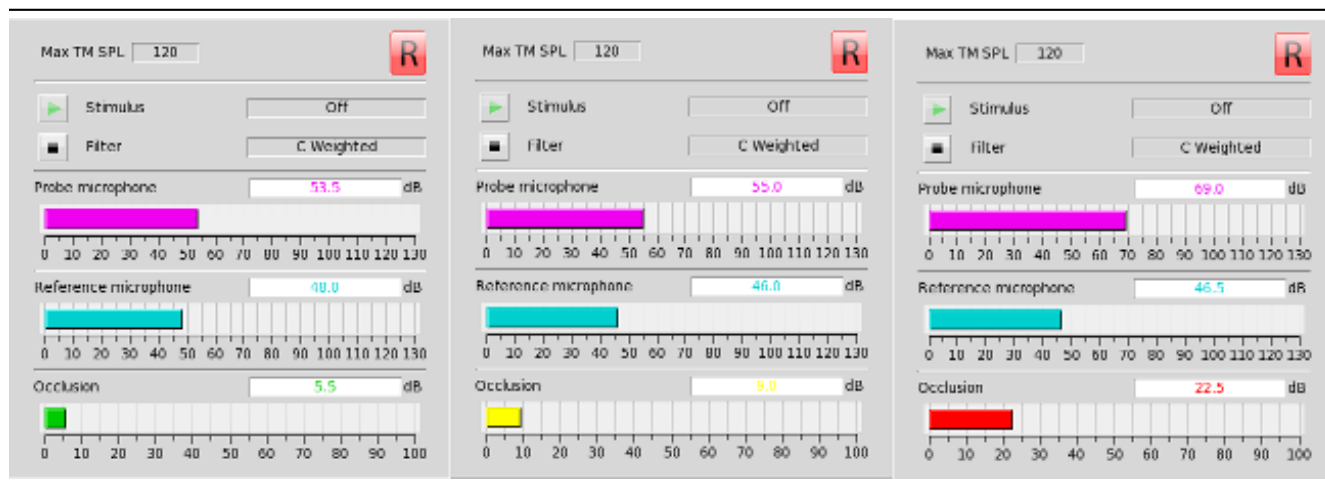 Max TM SPL 120 R
Stimulus Off
Filter C Weighted
Probe microphone 53.5 dB
0 10 20 30 40 50 60 70 80 90 100 110 120 130
Reference microphone 48.0 dB
0 10 20 30 40 50 60 70 80 90 100 110 120 130
Occlusion 5.5 dB
0 10 20 30 40 50 60 70 80 90 100
Max TM SPL 120 R
Stimulus Off
Filter C Weighted
Probe microphone 55.0 dB
0 10 20 30 40 50 60 70 80 90 100 110 120 130
Reference microphone 46.0 dB
0 10 20 30 40 50 60 70 80 90 100 110 120 130
Occlusion 9.0 dB
0 10 20 30 40 50 60 70 80 90 100
Max TM SPL 120 R
Stimulus Off
Filter C Weighted
Probe microphone 69.0 dB
0 10 20 30 40 50 60 70 80 90 100 110 120 130
Reference microphone 46.5 dB
0 10 20 30 40 50 60 70 80 90 100 110 120 130
Occlusion 22.5 dB
0 10 20 30 40 50 60 70 80 90 100